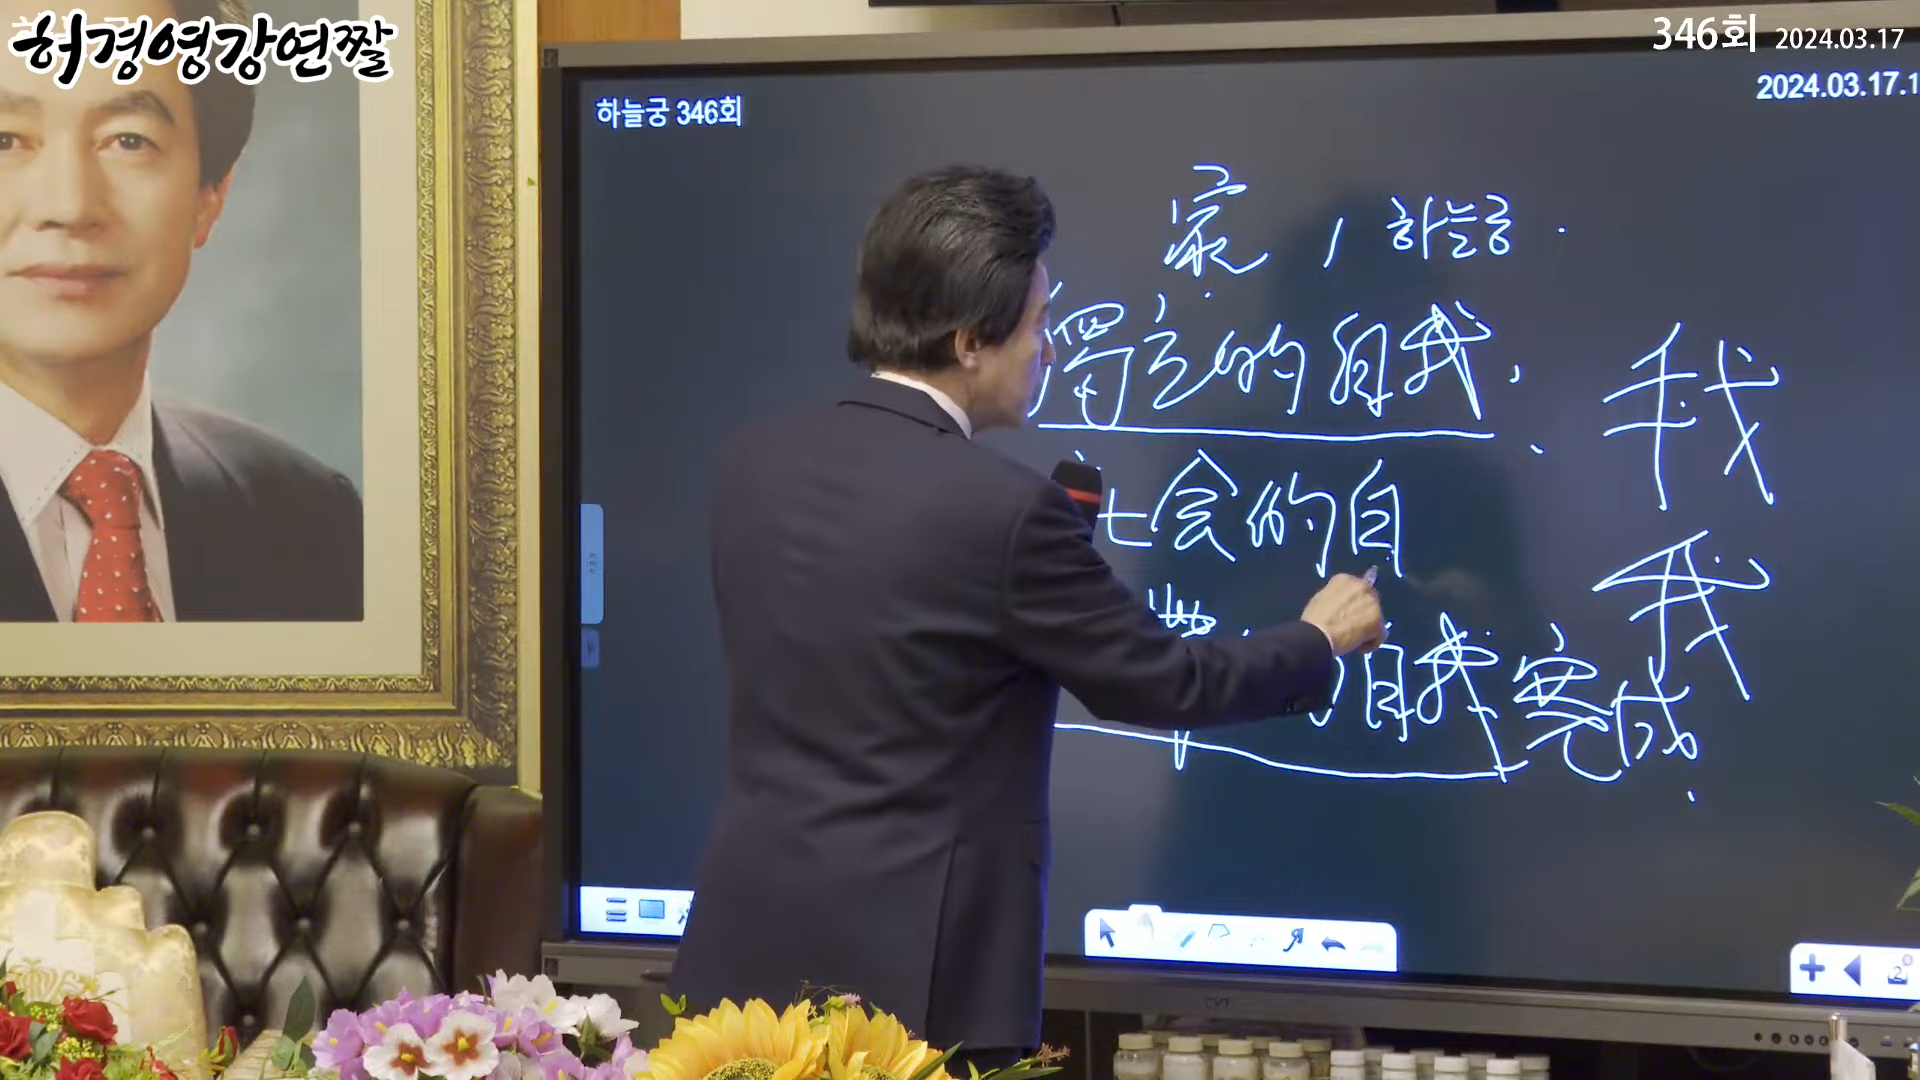 허경영강연짤
346회 2024.03.17
하늘궁 346회
2024.03.17.1
家 , 하늘궁 .
獨立的 自我 ,
我
社会的 自
我
的 自我 完成 .